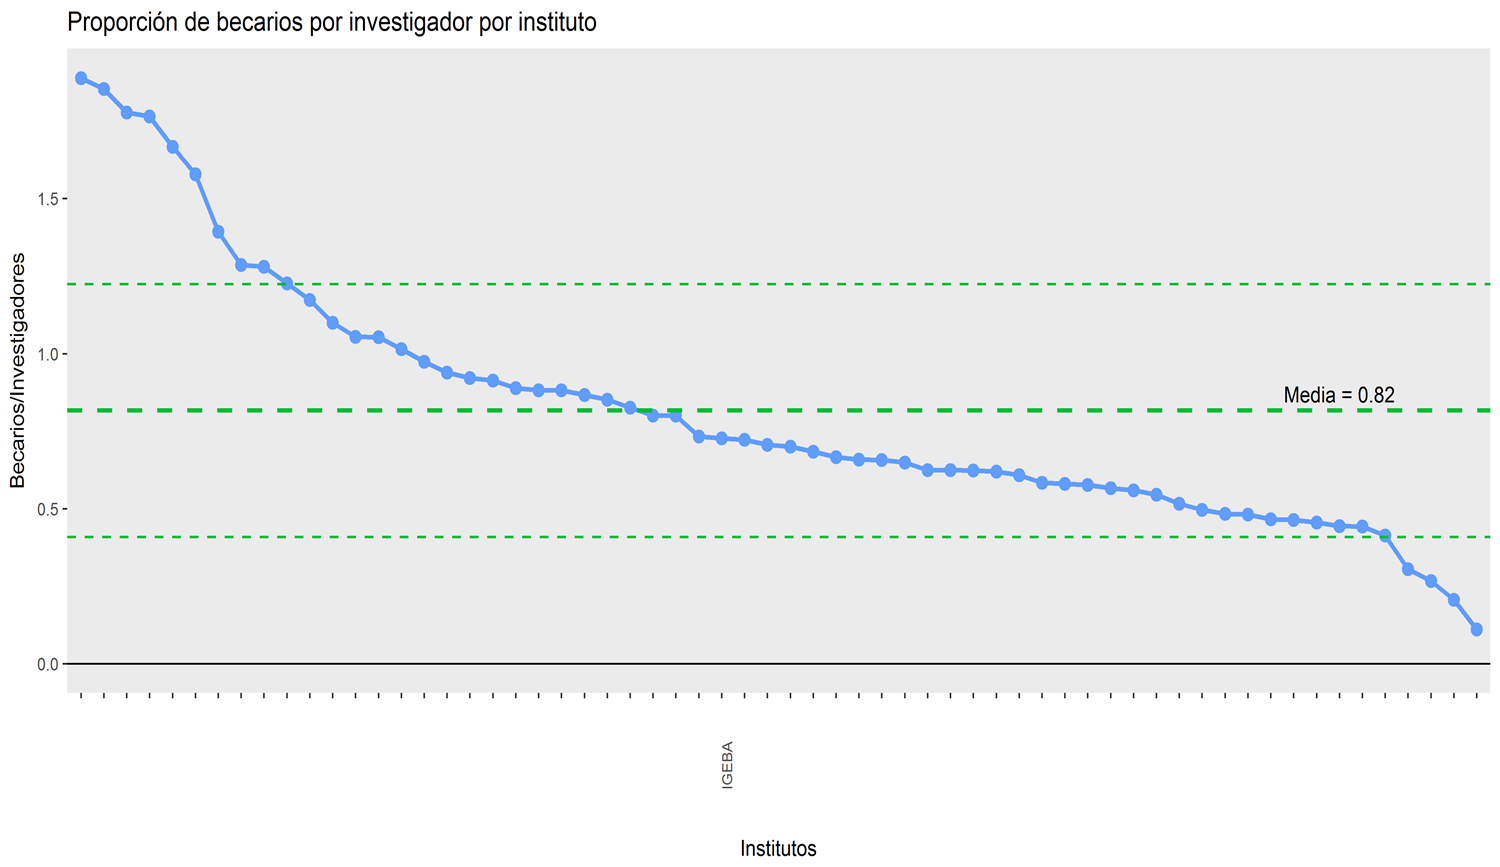 Proporción de becarios por investigador por instituto
Becarios/Investigadores
1.5
1.0
0.5
0.0
Media = 0.82
IGEBA
Institutos